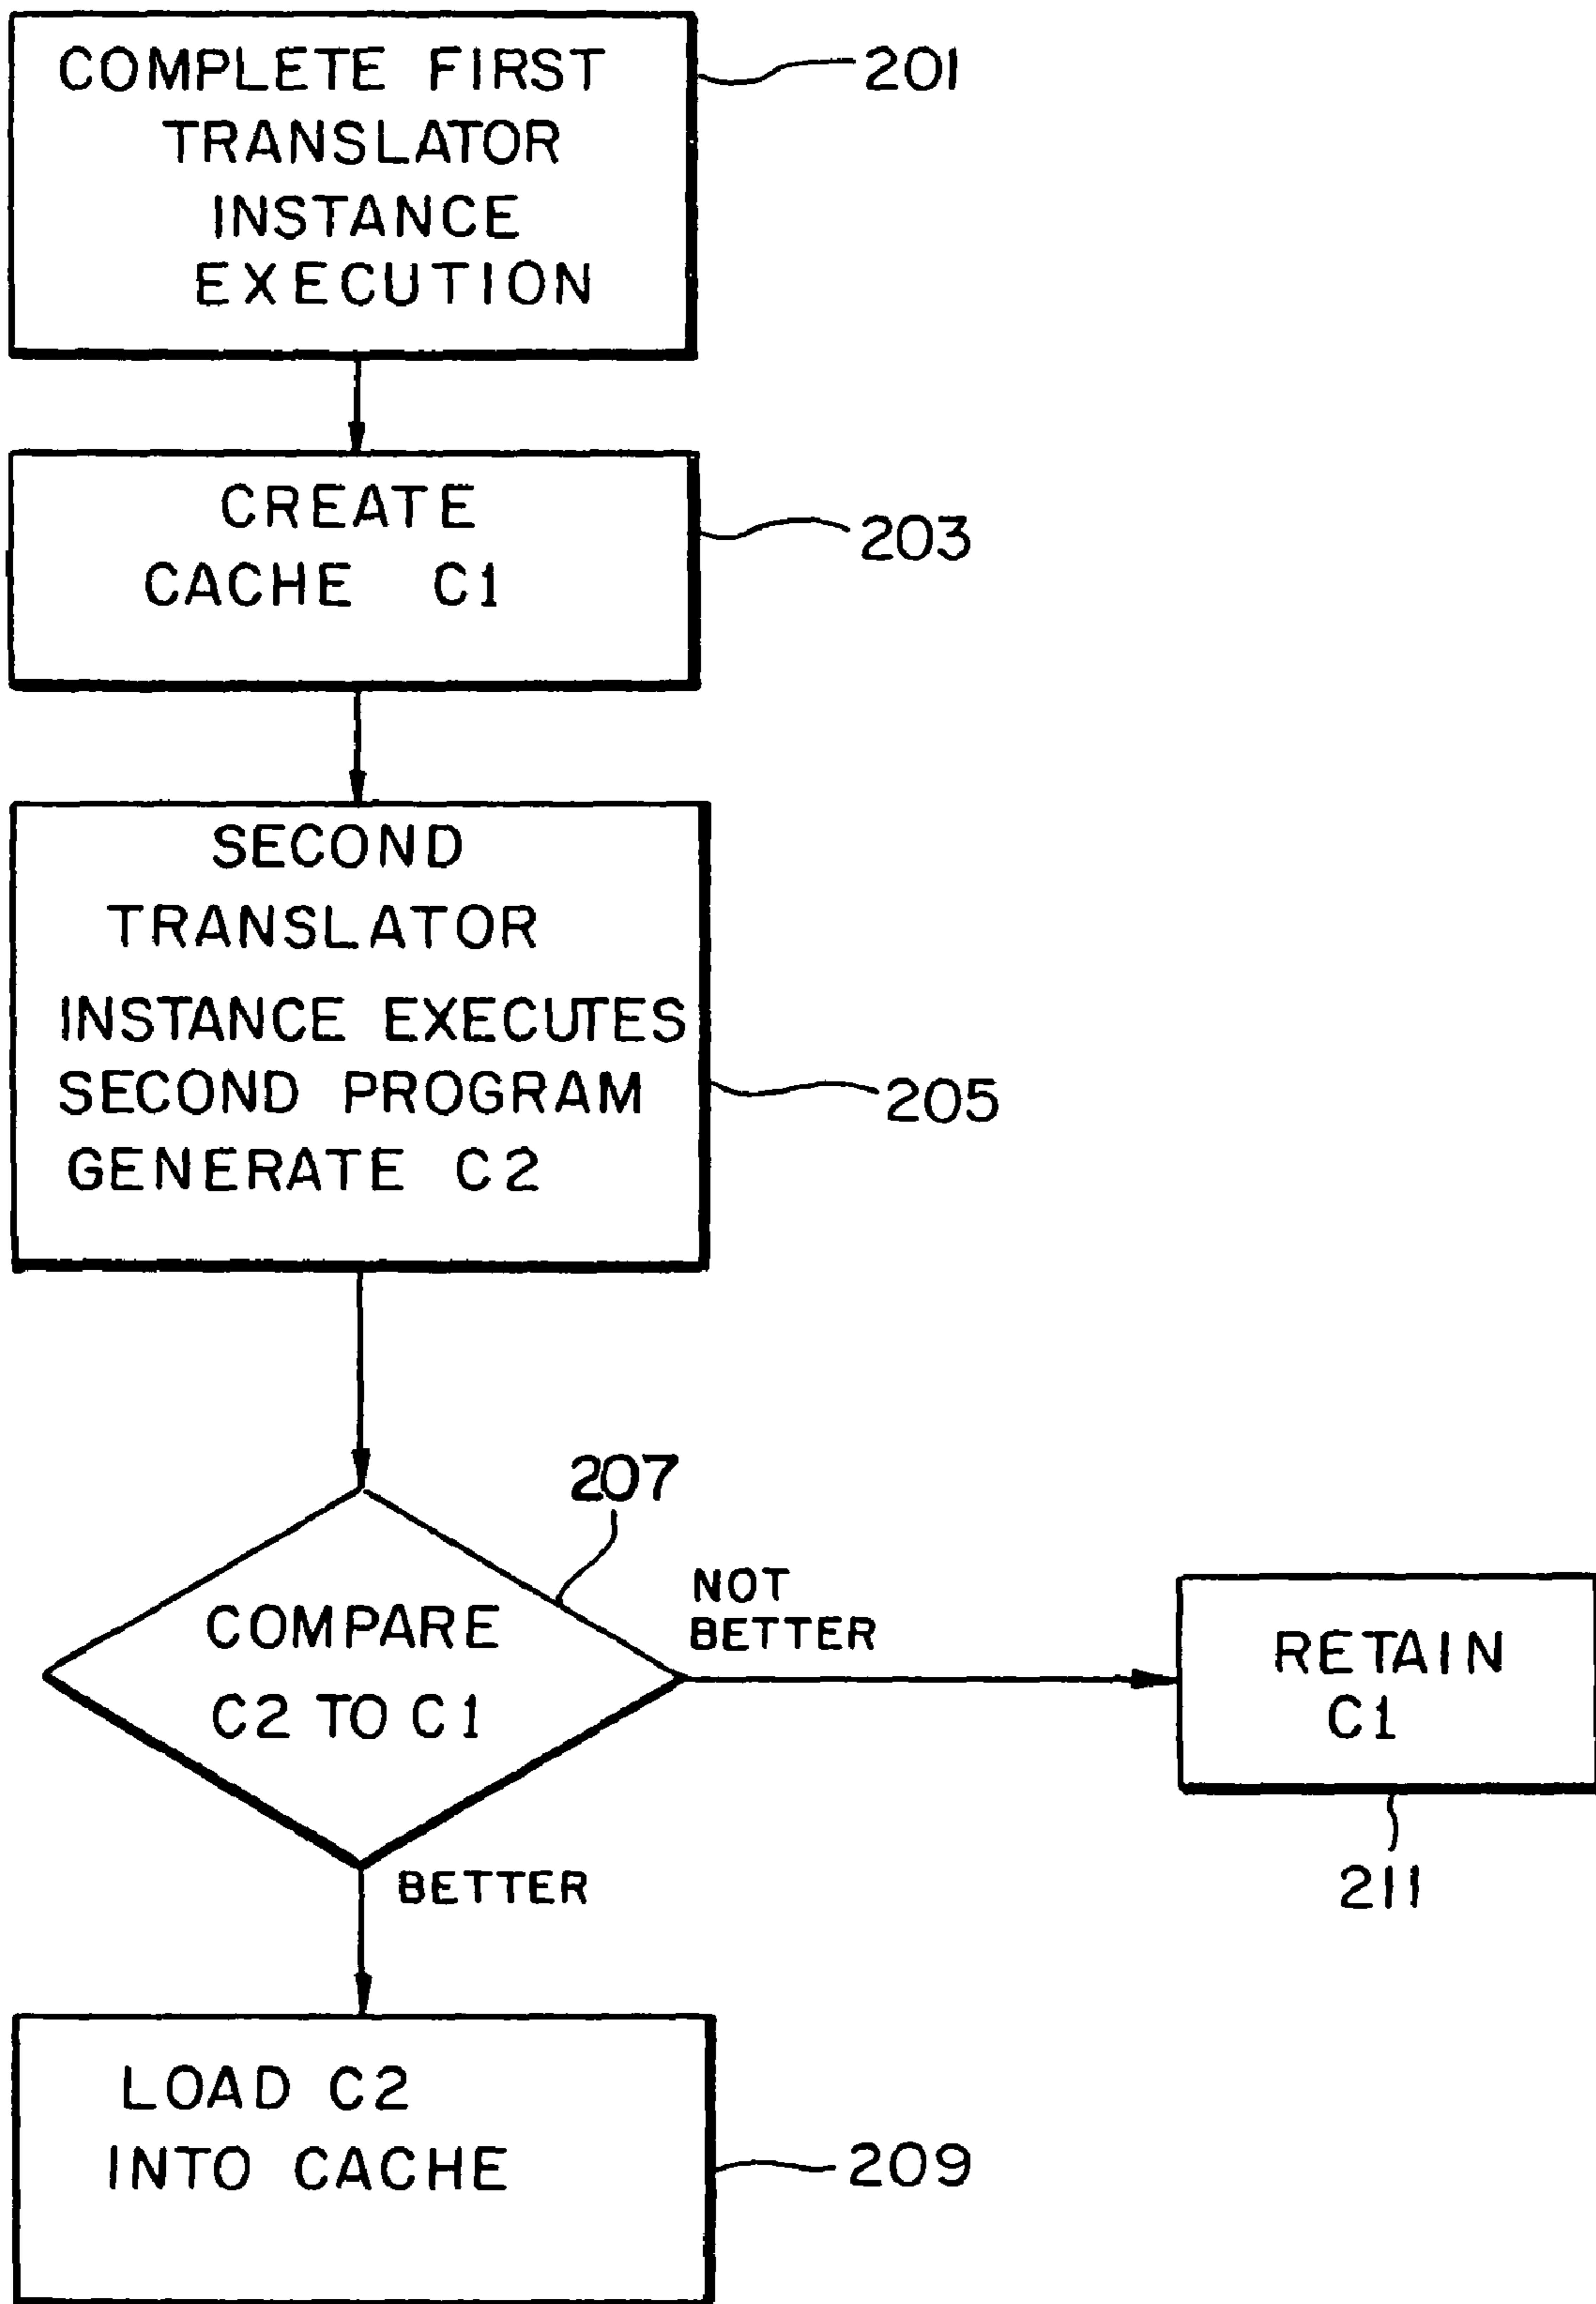 COMPLETE FIRST
TRANSLATOR
INSTANCE
EXECUTION
201
CREATE
CACHE C1
203
SECOND
TRANSLATOR
INSTANCE EXECUTES
SECOND PROGRAM
GENERATE C2
205
207
COMPARE
C2 TO C1
NOT
BETTER
RETAIN
C1
211
BETTER
LOAD C2
INTO CACHE
209